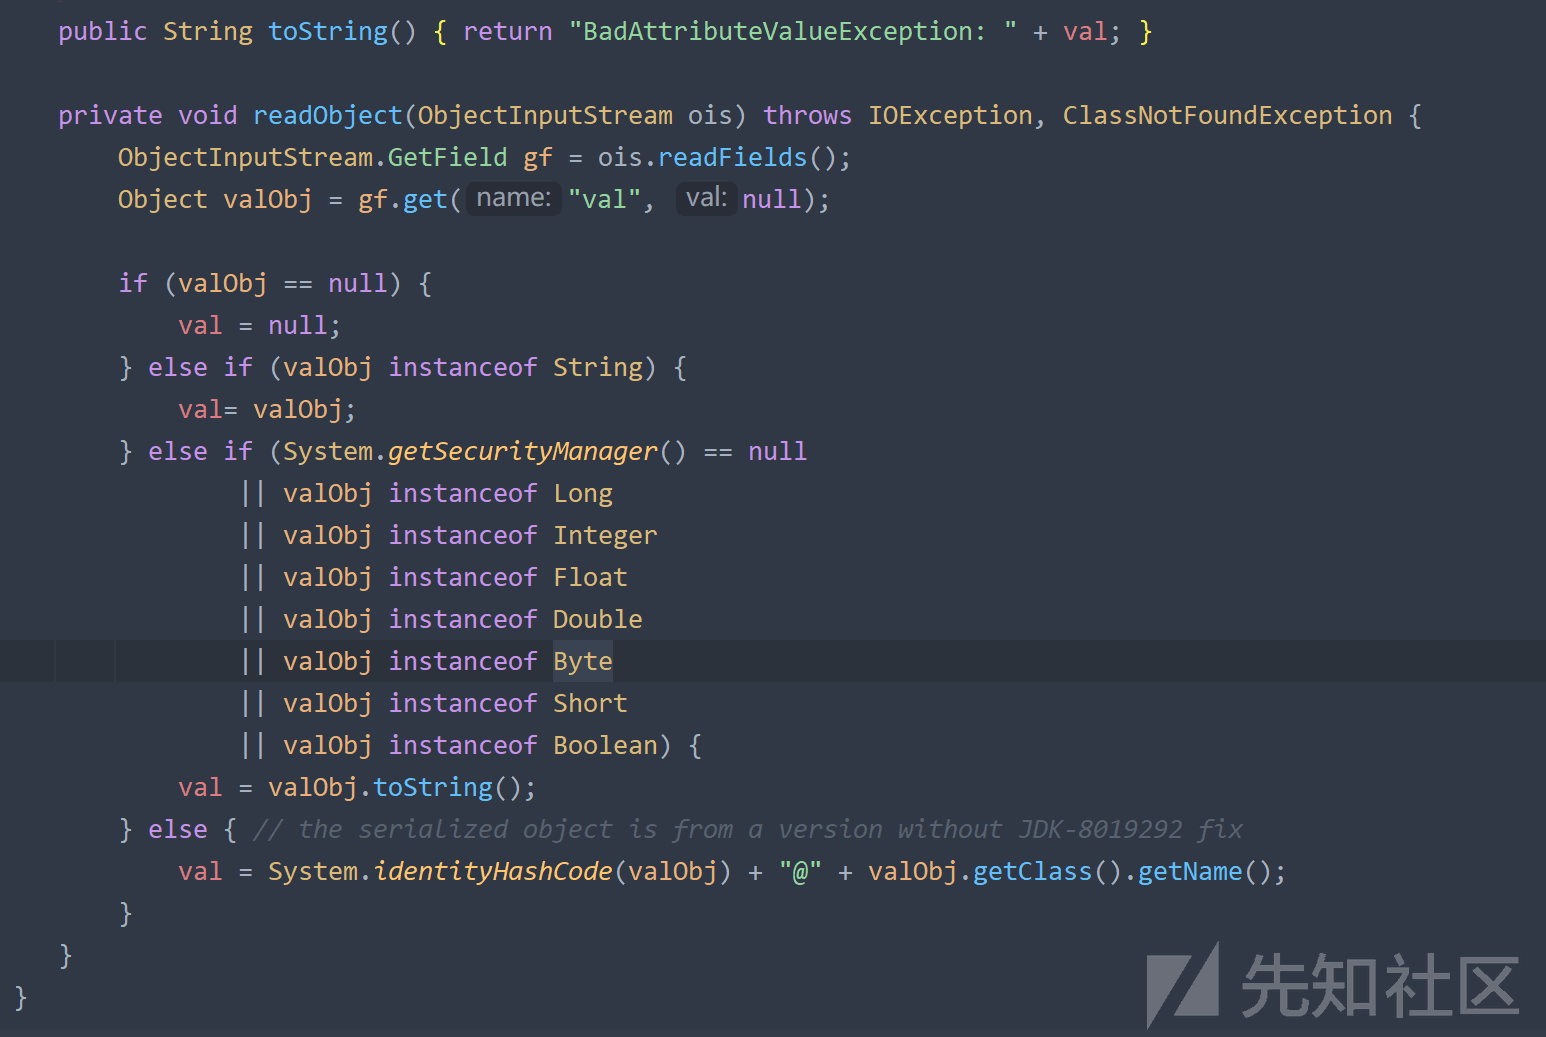 public String toString() { return "BadAttributeValueException: " + val; }
private void readObject(ObjectInputStream ois) throws IOException, ClassNotFoundException {
ObjectInputStream.GetField gf = ois.readFields();
Object valObj = gf.get( name: "val", val: null);
if (valObj == null) {
val = null;
} else if (valObj instanceof String) {
val= valObj;
} else if (System.getSecurityManager() == null
|| valObj instanceof Long
|| valObj instanceof Integer
|| valObj instanceof Float
|| valObj instanceof Double
|| valObj instanceof Byte
|| valObj instanceof Short
|| valObj instanceof Boolean) {
val = valObj.toString();
} else { // the serialized object is from a version without JDK-8019292 fix
val = System.identityHashCode(valObj) + "@" + valObj.getClass().getName();
}
}
}
先知社区